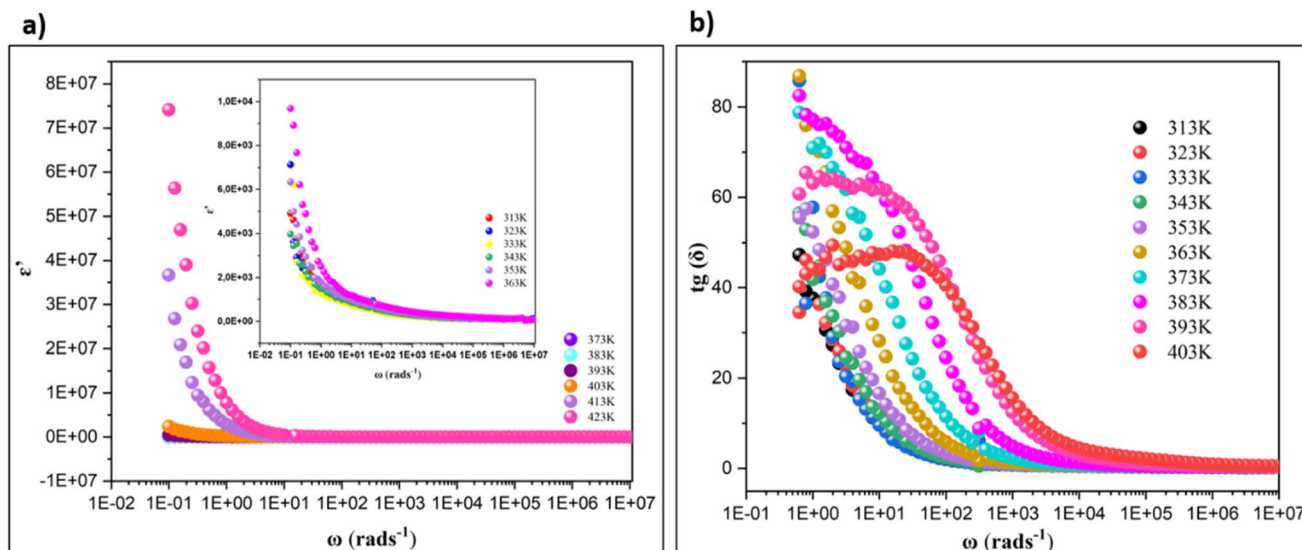 a)
8E+07
7E+07
6E+07
5E+07
4E+07
3E+07
2E+07
1E+07
0E+00
-1E+07
ε’
1E-02 1E-01 1E+00 1E+01 1E+02 1E+03 1E+04 1E+05 1E+06 1E+07
ω (rads⁻¹)
373K
383K
393K
403K
413K
423K
1,0E+04
8,0E+03
6,0E+03
4,0E+03
2,0E+03
0,0E+00
ε’
1E-02 1E-01 1E+00 1E+01 1E+02 1E+03 1E+04 1E+05 1E+06 1E+07
ω (rads⁻¹)
313K
323K
333K
343K
353K
363K
b)
80
60
40
20
0
tg (δ)
1E-01 1E+00 1E+01 1E+02 1E+03 1E+04 1E+05 1E+06 1E+07
ω (rads⁻¹)
313K
323K
333K
343K
353K
363K
373K
383K
393K
403K